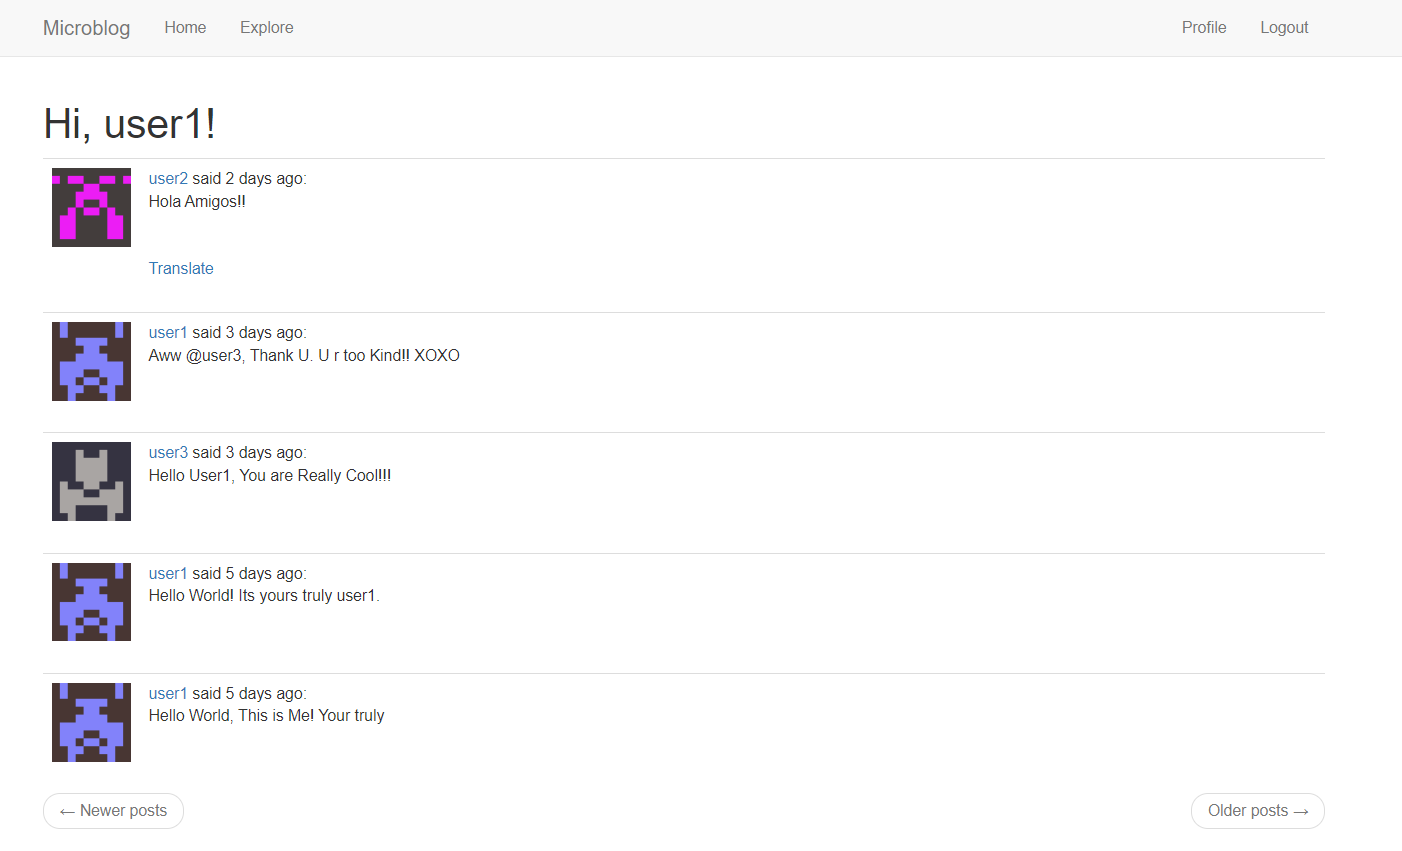 Microblog Home Explore Profile Logout
Hi, user1!
user2 said 2 days ago:
Hola Amigos!!
Translate
user1 said 3 days ago:
Aww @user3, Thank U. U r too Kind!! XOXO
user3 said 3 days ago:
Hello User1, You are Really Cool!!!
user1 said 5 days ago:
Hello World! Its yours truly user1.
user1 said 5 days ago:
Hello World, This is Me! Your truly
← Newer posts Older posts →